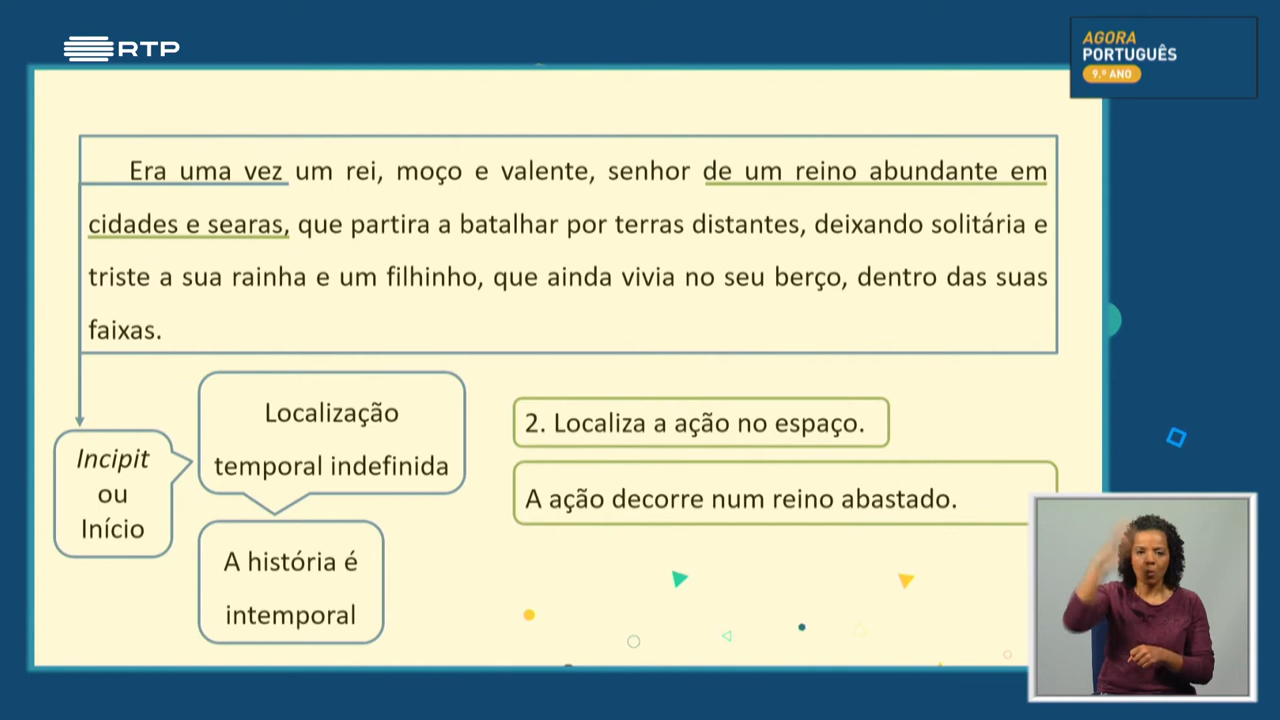 RTP
AGORA
PORTUGUÊS
9.º ANO
Era uma vez um rei, moço e valente, senhor de um reino abundante em
cidades e searas, que partira a batalhar por terras distantes, deixando solitária e
triste a sua rainha e um filhinho, que ainda vivia no seu berço, dentro das suas
faixas.
Incipit
ou
Início
Localização
temporal indefinida
A história é
intemporal
2. Localiza a ação no espaço.
A ação decorre num reino abastado.